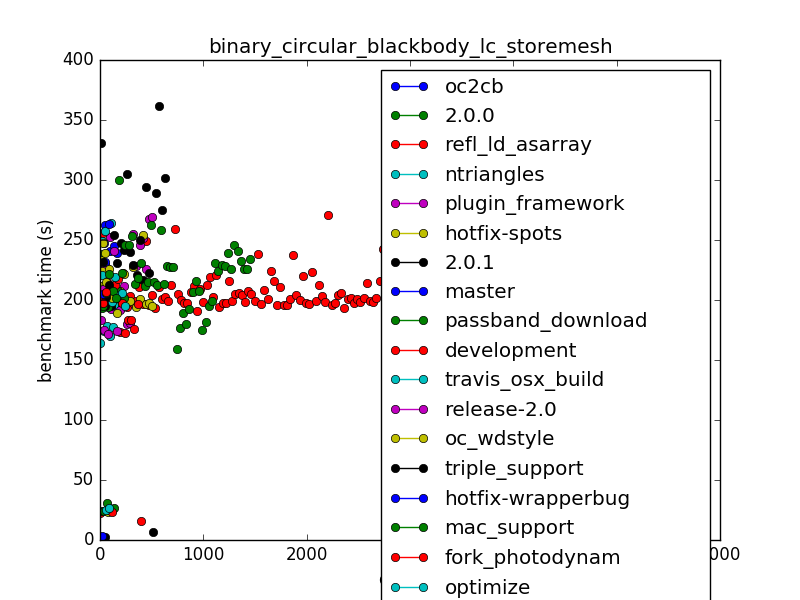 binary_circular_blackbody_lc_storemesh
400
350
300
250
200
150
100
50
0
benchmark time (s)
0
1000
2000
000
oc2cb
2.0.0
refl_ld_asarray
ntriangles
plugin_framework
hotfix-spots
2.0.1
master
passband_download
development
travis_osx_build
release-2.0
oc_wdstyle
triple_support
hotfix-wrapperbug
mac_support
fork_photodynam
optimize